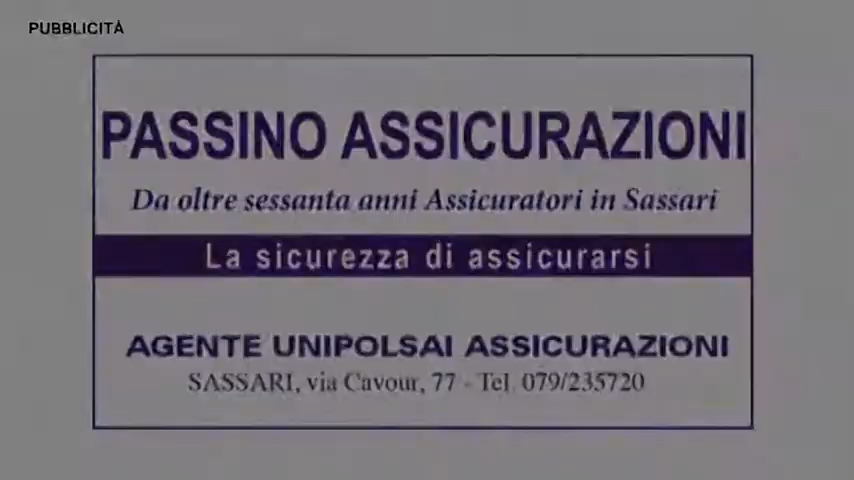 PUBBLICITÀ
PASSINO ASSICURAZIONI
Da oltre sessanta anni Assicuratori in Sassari
La sicurezza di assicurarsi
AGENTE UNIPOLSAI ASSICURAZIONI
SASSARI, via Cavour, 77 - Tel. 079/235720